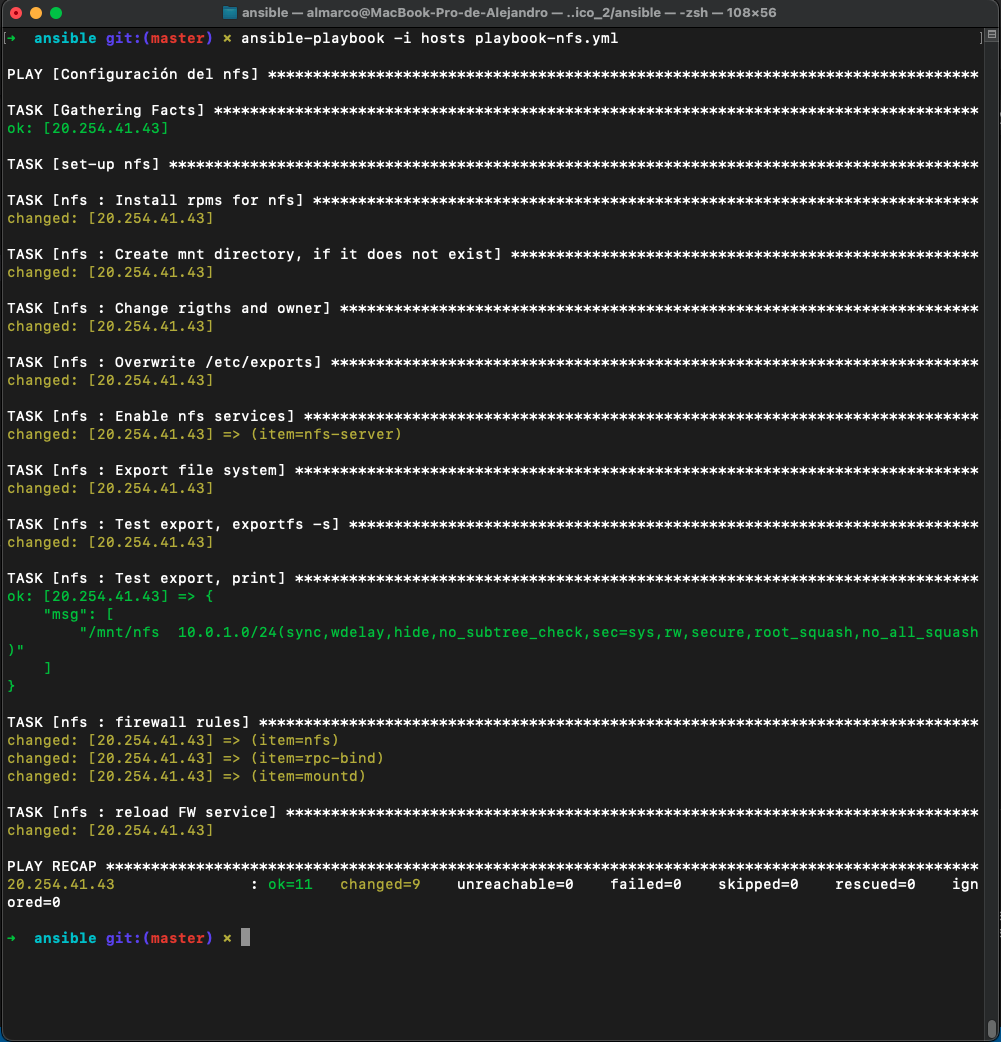 ansible — almarco@MacBook-Pro-de-Alejandro — ..ico_2/ansible — -zsh — 108×56
[➜  ansible git:(master) ✗ ansible-playbook -i hosts playbook-nfs.yml ]
PLAY [Configuración del nfs] *******************************************************************************
TASK [Gathering Facts] *************************************************************************************
ok: [20.254.41.43]
TASK [set-up nfs] ******************************************************************************************
TASK [nfs : Install rpms for nfs] **************************************************************************
changed: [20.254.41.43]
TASK [nfs : Create mnt directory, if it does not exist] ****************************************************
changed: [20.254.41.43]
TASK [nfs : Change rigths and owner] ***********************************************************************
changed: [20.254.41.43]
TASK [nfs : Overwrite /etc/exports] ************************************************************************
changed: [20.254.41.43]
TASK [nfs : Enable nfs services] ***************************************************************************
changed: [20.254.41.43] => (item=nfs-server)
TASK [nfs : Export file system] ****************************************************************************
changed: [20.254.41.43]
TASK [nfs : Test export, exportfs -s] **********************************************************************
changed: [20.254.41.43]
TASK [nfs : Test export, print] ****************************************************************************
ok: [20.254.41.43] => {
    "msg": [
        "/mnt/nfs  10.0.1.0/24(sync,wdelay,hide,no_subtree_check,sec=sys,rw,secure,root_squash,no_all_squash
)"
    ]
}
TASK [nfs : firewall rules] ********************************************************************************
changed: [20.254.41.43] => (item=nfs)
changed: [20.254.41.43] => (item=rpc-bind)
changed: [20.254.41.43] => (item=mountd)
TASK [nfs : reload FW service] *****************************************************************************
changed: [20.254.41.43]
PLAY RECAP *************************************************************************************************
20.254.41.43               : ok=11   changed=9    unreachable=0    failed=0    skipped=0    rescued=0    ign
ored=0
➜  ansible git:(master) ✗